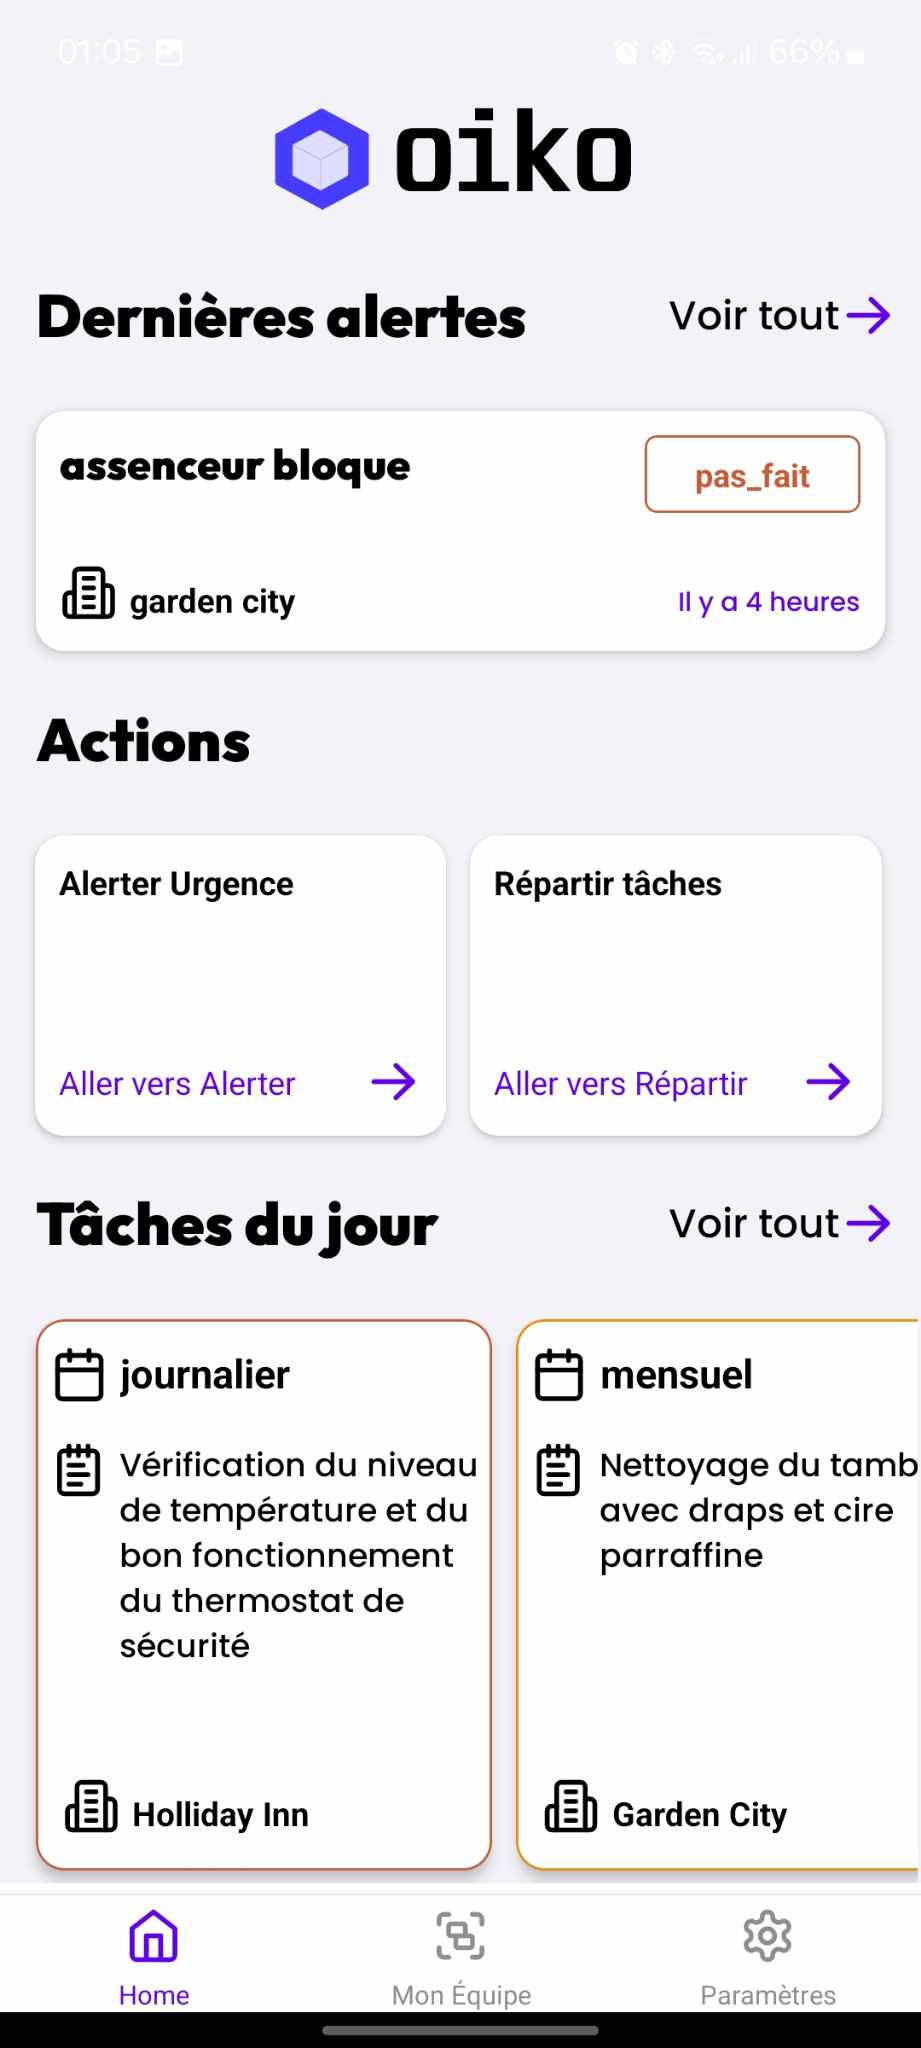 01:05 66%
oiko
Dernières alertes Voir tout
assenceur bloque pas_fait
garden city Il y a 4 heures
Actions
Alerter Urgence Répartir tâches
Aller vers Alerter Aller vers Répartir
Tâches du jour Voir tout
journalier
Vérification du niveau
de température et du
bon fonctionnement
du thermostat de
sécurité
Holliday Inn
mensuel
Nettoyage du tamb
avec draps et cire
parraffine
Garden City
Home Mon Équipe Paramètres